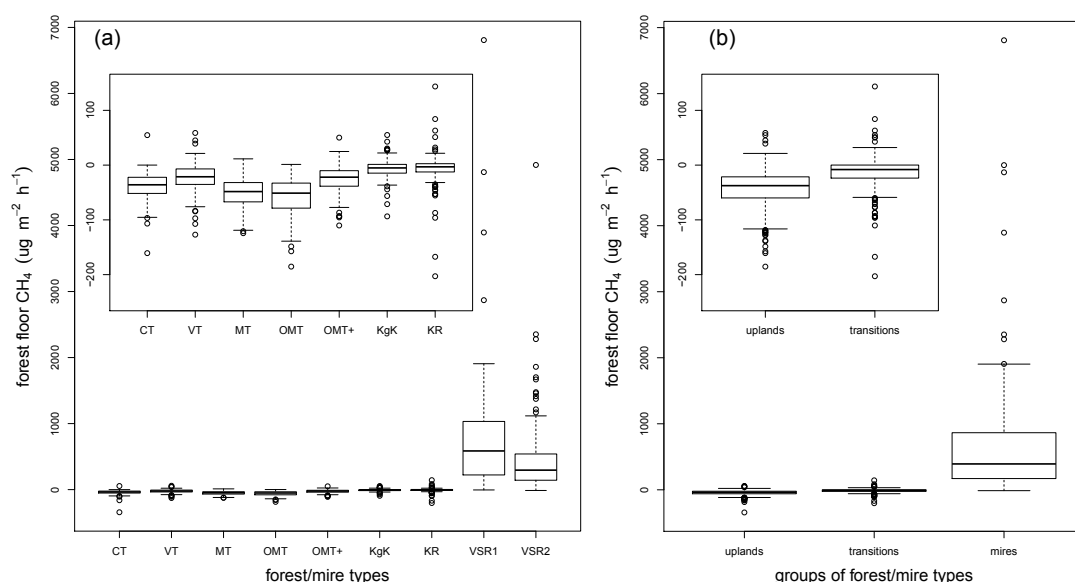 (a)
forest floor CH4 (ug m−2 h−1)
7000
6000
5000
4000
3000
2000
1000
0
100
0
-100
-200
CT VT MT OMT OMT+ KgK KR
CT VT MT OMT OMT+ KgK KR VSR1 VSR2
forest/mire types
(b)
forest floor CH4 (ug m−2 h−1)
7000
6000
5000
4000
3000
2000
1000
0
100
0
-100
-200
uplands transitions
uplands transitions mires
groups of forest/mire types